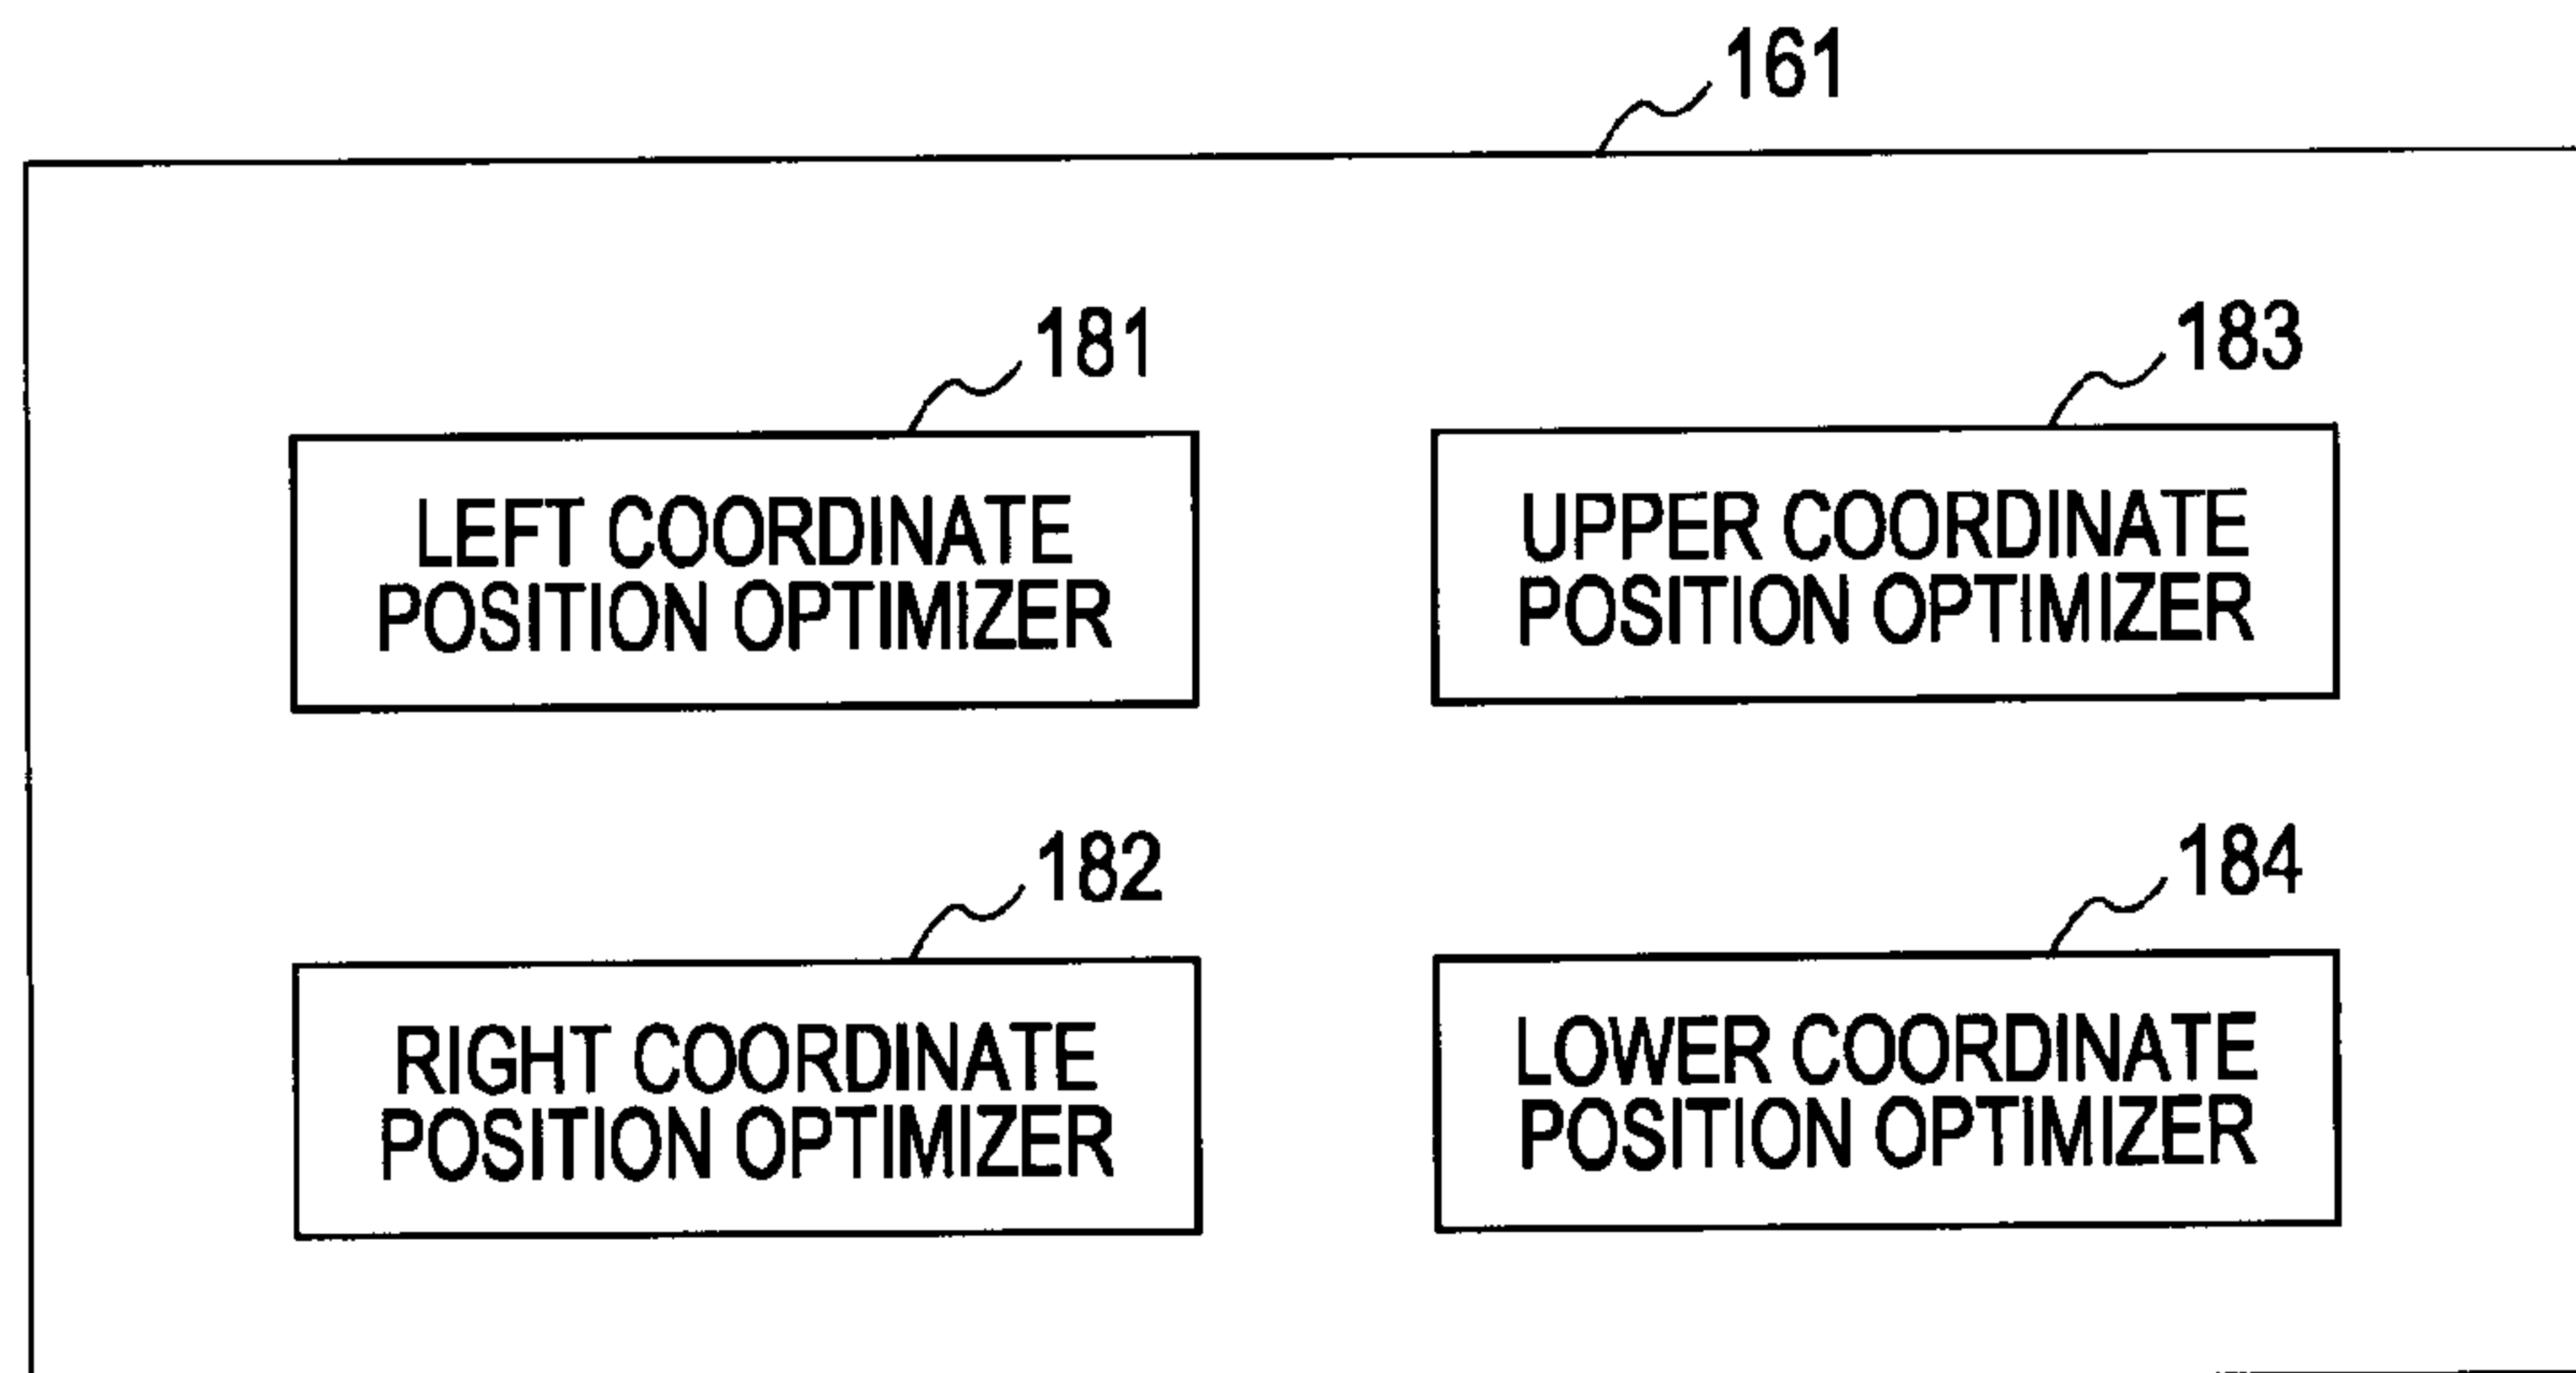 161
181
LEFT COORDINATE
POSITION OPTIMIZER
183
UPPER COORDINATE
POSITION OPTIMIZER
182
RIGHT COORDINATE
POSITION OPTIMIZER
184
LOWER COORDINATE
POSITION OPTIMIZER